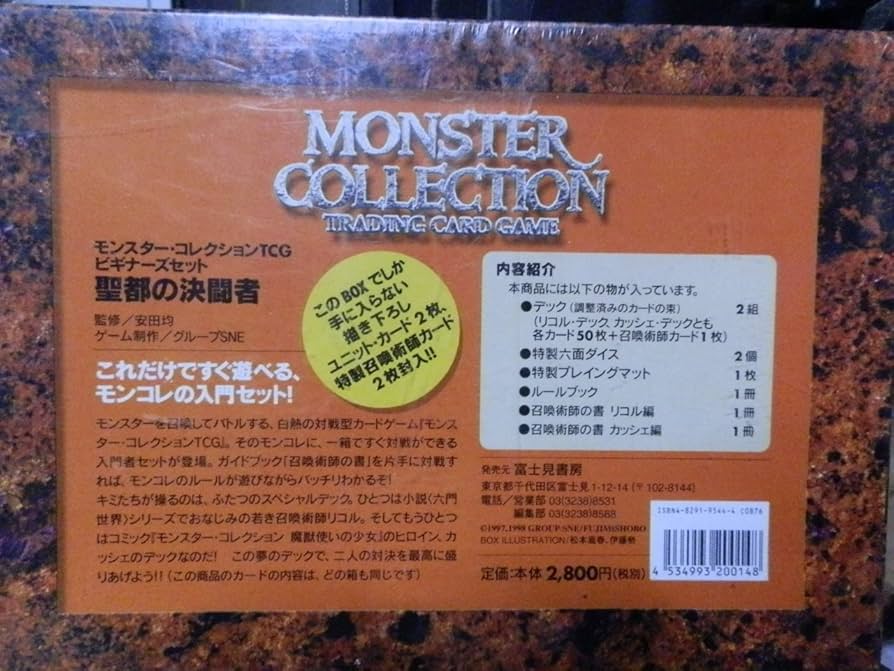 MONSTER
COLLECTION
TRADING CARD GAME
モンスター・コレクションTCG
ビギナーズセット
聖都の決闘者
監修／安田均
ゲーム制作／グループSNE
このBOXでしか
手に入らない
描き下ろし
ユニット・カード2枚、
特製召喚術師カード
2枚封入!!
これだけですぐ遊べる、
モンコレの入門セット!
モンスターを召喚してバトルする、白熱の対戦型カードゲーム『モンス
ター・コレクションTCG』。そのモンコレに、一箱ですぐ対戦ができる
入門者セットが登場。ガイドブック「召喚術師の書」を片手に対戦す
れば、モンコレのルールが遊びながらバッチリわかるぞ!
キミたちが操るのは、ふたつのスペシャルデック。ひとつは小説〈六門
世界〉シリーズでおなじみの若き召喚術師リコル。そしてもうひと
つはコミック『モンスター・コレクション 魔獣使いの少女』のヒロイン、カ
ッシェのデックなのだ! この夢のデックで、二人の対決を最高に盛
りあげよう!!（この商品のカードの内容は、どの箱も同じです）
内容紹介
本商品には以下の物が入っています。
●デック（調整済みのカードの束） 2組
（リコル・デック、カッシェ・デックとも
各カード50枚＋召喚術師カード1枚）
●特製六面ダイス 2個
●特製プレイングマット 1枚
●ルールブック 1冊
●召喚術師の書 リコル編 1冊
●召喚術師の書 カッシェ編 1冊
発売元 富士見書房
東京都千代田区富士見1-12-14（〒102-8144）
電話／営業部 03(3238)8531
編集部 03(3238)8588
©1997,1998 GROUP SNE/FUJIMISHOBO
BOX ILLUSTRATION/松本嵩春、伊藤勢
定価:本体2,800円(税別)
ISBN4-8291-9544-4 C0876
4 534993 200148